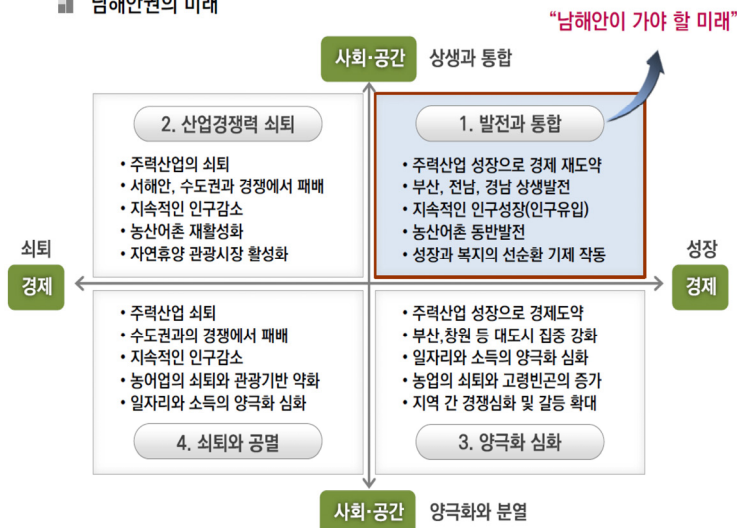 남해안권의 미래
“남해안이 가야 할 미래”
사회·공간 상생과 통합
2. 산업경쟁력 쇠퇴
• 주력산업의 쇠퇴
• 서해안, 수도권과 경쟁에서 패배
• 지속적인 인구감소
• 농산어촌 재활성화
• 자연휴양 관광시장 활성화
1. 발전과 통합
• 주력산업 성장으로 경제 재도약
• 부산, 전남, 경남 상생발전
• 지속적인 인구성장(인구유입)
• 농산어촌 동반발전
• 성장과 복지의 선순환 기제 작동
쇠퇴
경제
성장
경제
• 주력산업 쇠퇴
• 수도권과의 경쟁에서 패배
• 지속적인 인구감소
• 농어업의 쇠퇴와 관광기반 약화
• 일자리와 소득의 양극화 심화
4. 쇠퇴와 공멸
• 주력산업 성장으로 경제도약
• 부산,창원 등 대도시 집중 강화
• 일자리와 소득의 양극화 심화
• 농업의 쇠퇴와 고령빈곤의 증가
• 지역 간 경쟁심화 및 갈등 확대
3. 양극화 심화
사회·공간 양극화와 분열